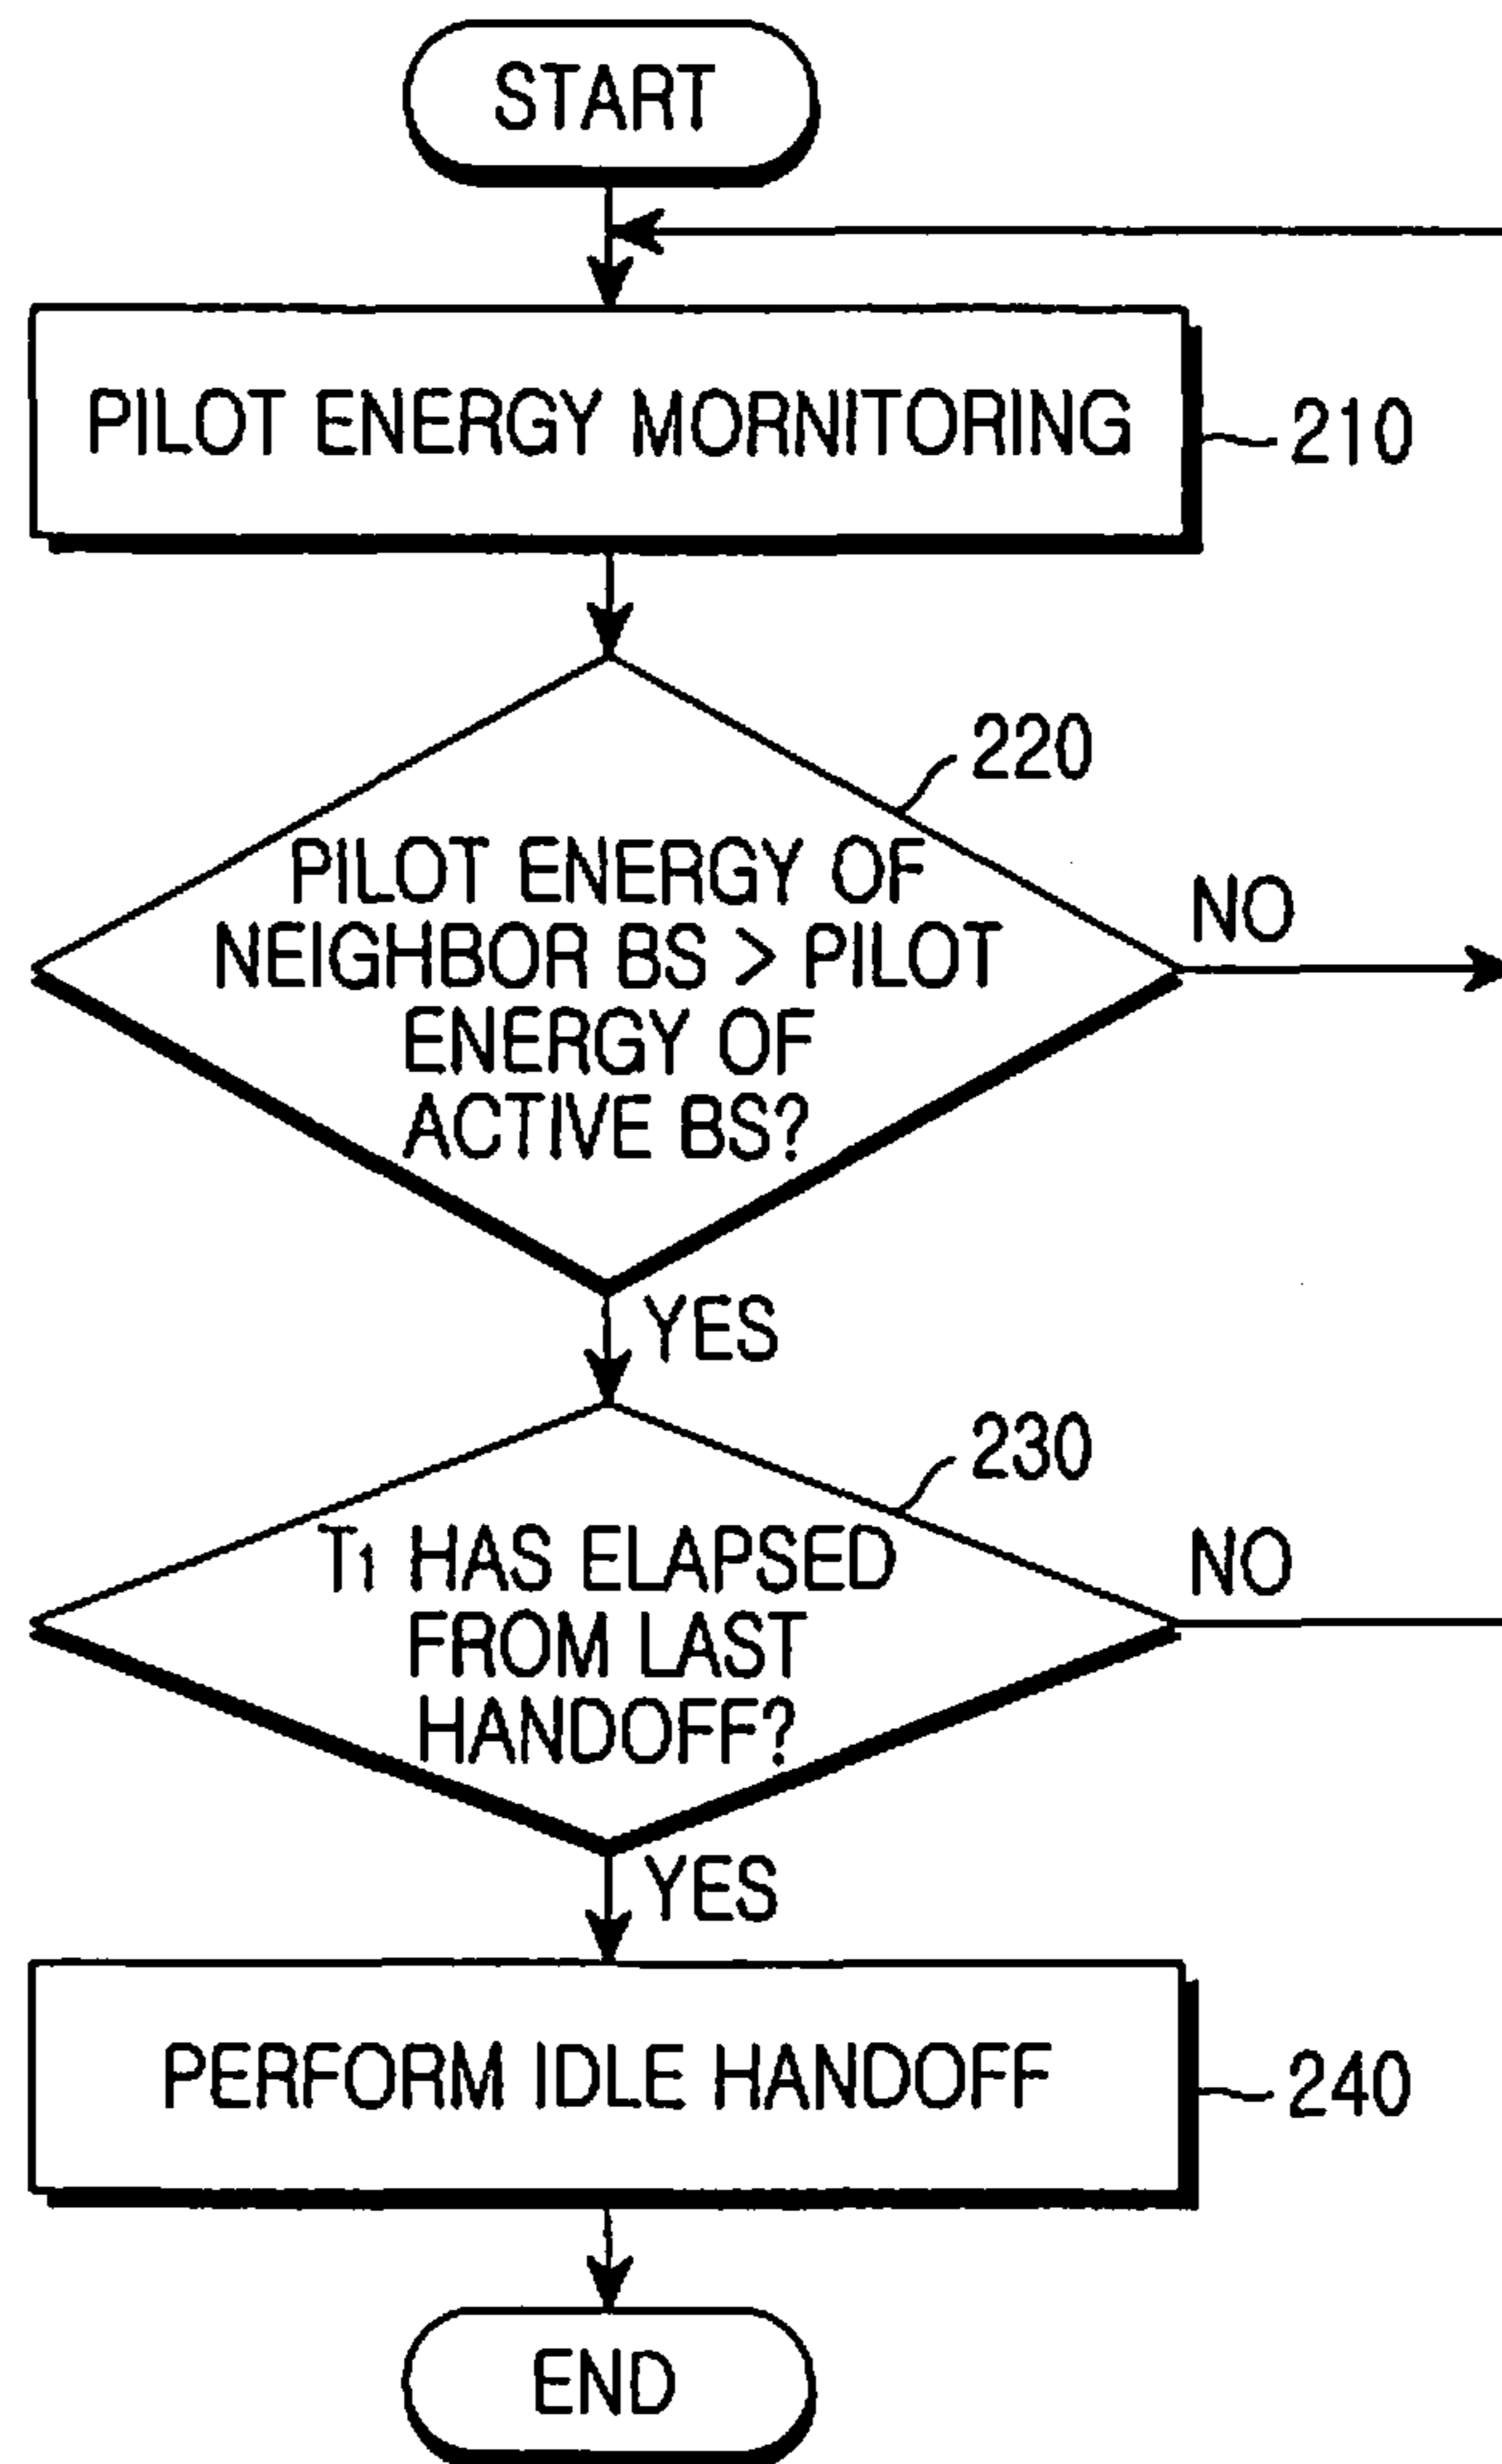 START
PILOT ENERGY MORNITORING
210
220
PILOT ENERGY OF
NEIGHBOR BS > PILOT
ENERGY OF
ACTIVE BS?
NO
YES
230
T1 HAS ELAPSED
FROM LAST
HANDOFF?
NO
YES
PERFORM IDLE HANDOFF
240
END